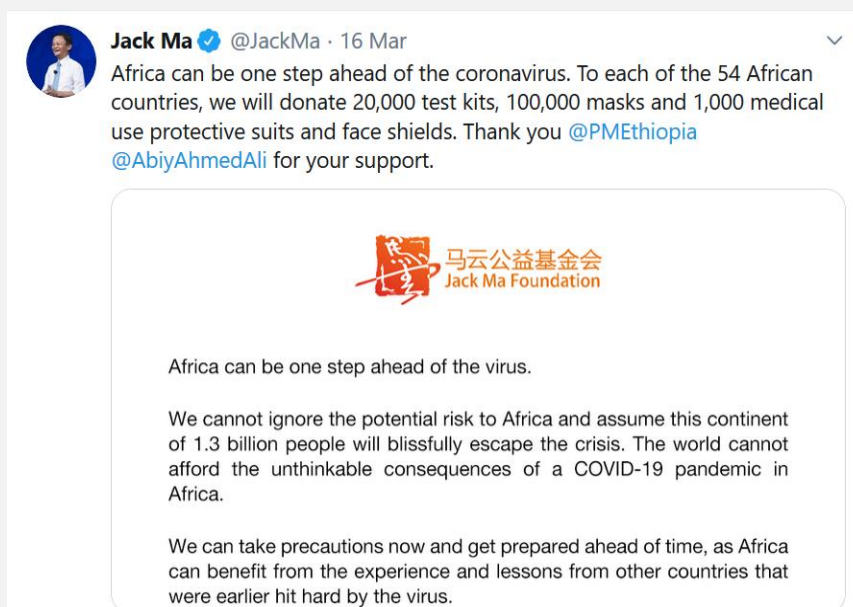 Jack Ma @JackMa · 16 Mar
Africa can be one step ahead of the coronavirus. To each of the 54 African
countries, we will donate 20,000 test kits, 100,000 masks and 1,000 medical
use protective suits and face shields. Thank you @PMEthiopia
@AbiyAhmedAli for your support.
马云公益基金会
Jack Ma Foundation
Africa can be one step ahead of the virus.
We cannot ignore the potential risk to Africa and assume this continent
of 1.3 billion people will blissfully escape the crisis. The world cannot
afford the unthinkable consequences of a COVID-19 pandemic in
Africa.
We can take precautions now and get prepared ahead of time, as Africa
can benefit from the experience and lessons from other countries that
were earlier hit hard by the virus.